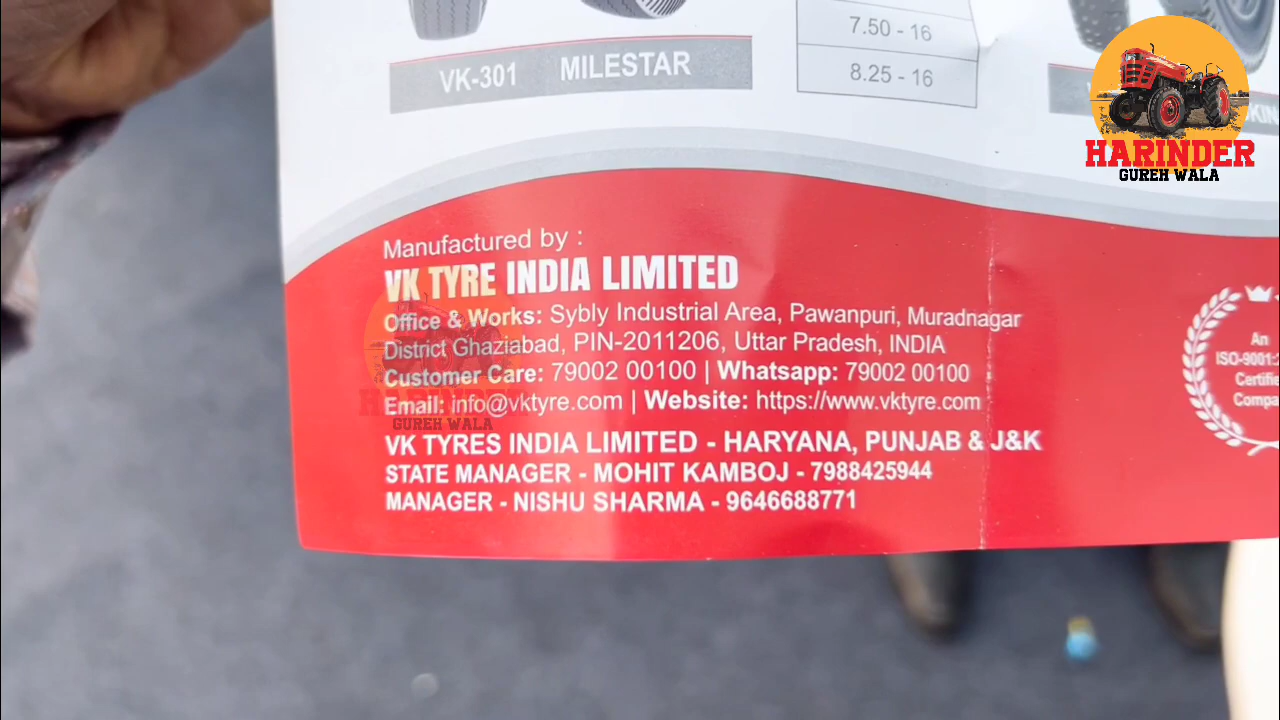 7.50 - 16
VK-301 MILESTAR
8.25 - 16
HARINDER
GUREH WALA
Manufactured by :
VK TYRE INDIA LIMITED
Office & Works: Sybly Industrial Area, Pawanpuri, Muradnagar
District Ghaziabad, PIN-2011206, Uttar Pradesh, INDIA
Customer Care: 79002 00100 | Whatsapp: 79002 00100
Email: info@vktyre.com | Website: https://www.vktyre.com
HARINDER
GUREH WALA
VK TYRES INDIA LIMITED - HARYANA, PUNJAB & J&K
STATE MANAGER - MOHIT KAMBOJ - 7988425944
MANAGER - NISHU SHARMA - 9646688771
An